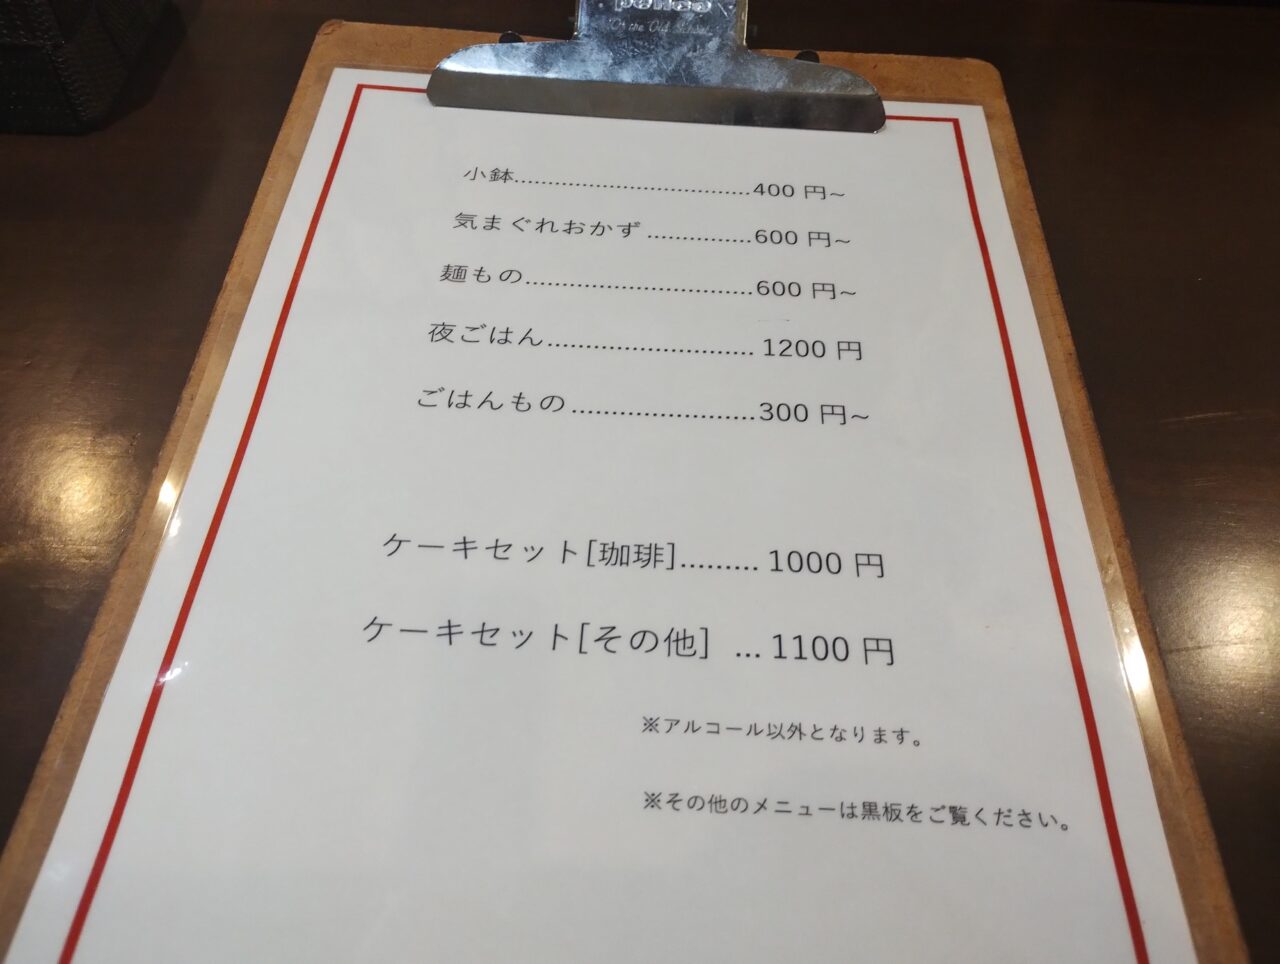 penco
小鉢.................................400 円~
気まぐれおかず...............600 円~
麺もの................................600 円~
夜ごはん.............................1200 円
ごはんもの..........................300 円~
ケーキセット[珈琲].........1000 円
ケーキセット[その他] ...1100 円
※アルコール以外となります。
※その他のメニューは黒板をご覧ください。